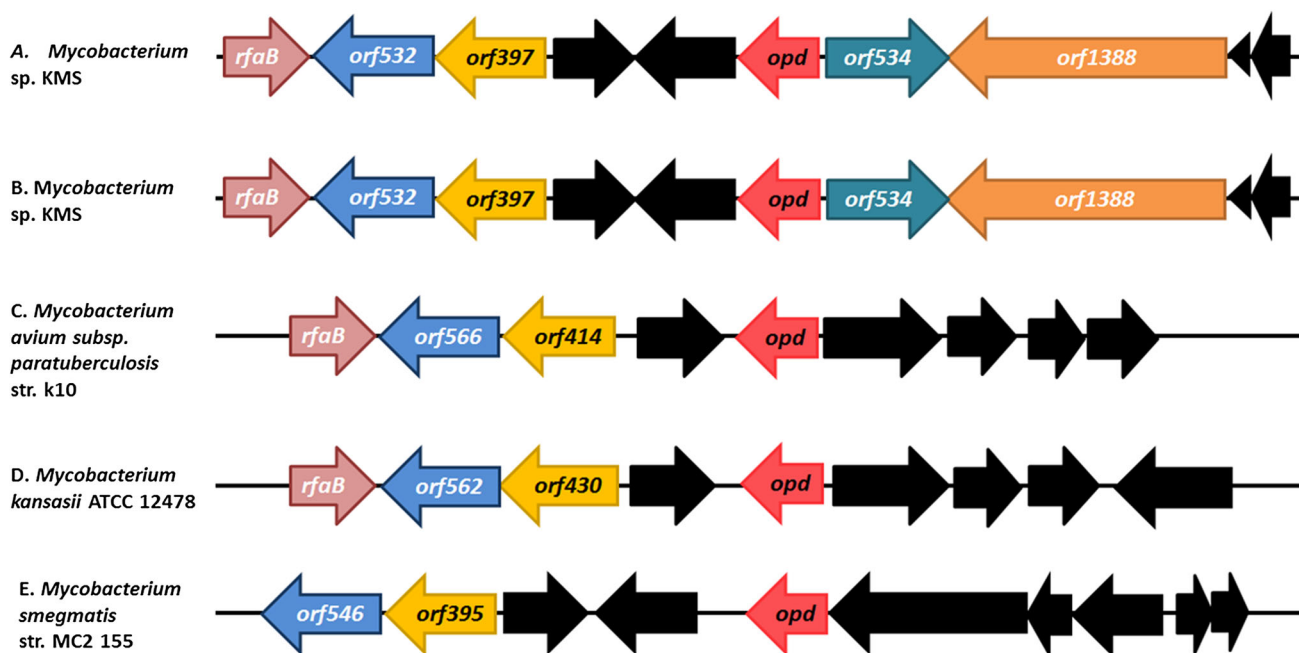 A. Mycobacterium
sp. KMS
rfaB orf532 orf397 opd orf534 orf1388
B. Mycobacterium
sp. KMS
rfaB orf532 orf397 opd orf534 orf1388
C. Mycobacterium
avium subsp.
paratuberculosis
str. k10
rfaB orf566 orf414 opd
D. Mycobacterium
kansasii ATCC 12478
rfaB orf562 orf430 opd
E. Mycobacterium
smegmatis
str. MC2 155
orf546 orf395 opd